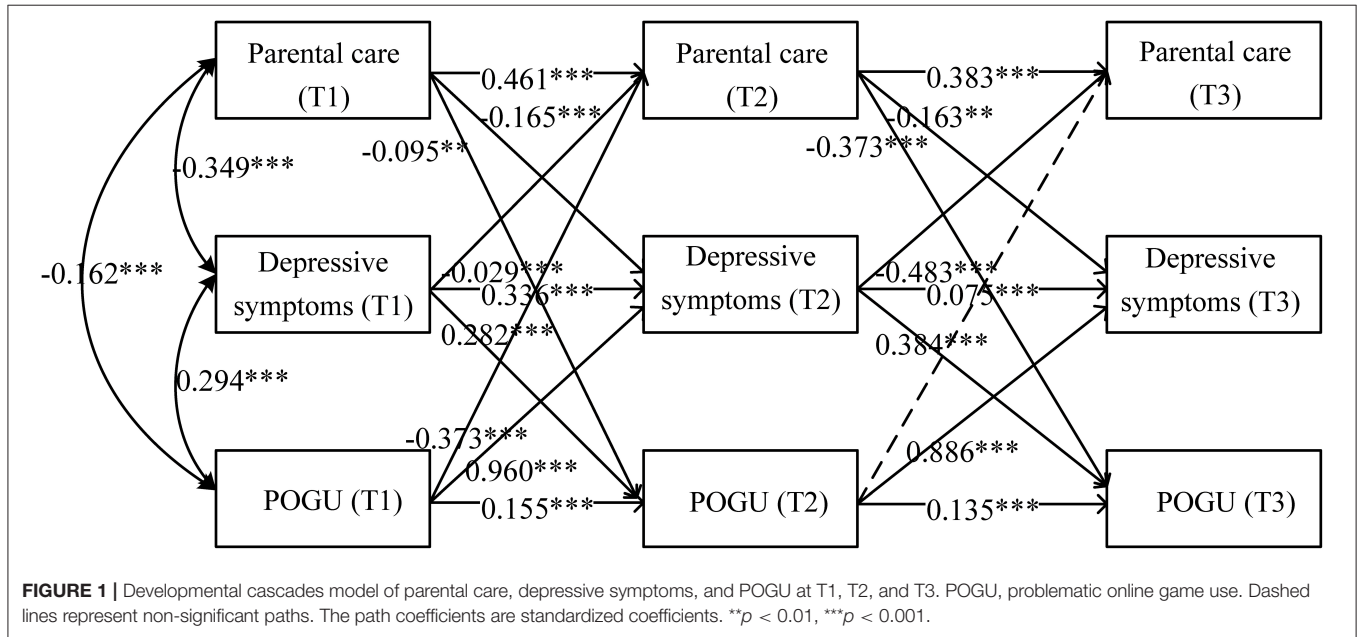 Parental care
(T1)
Parental care
(T2)
Parental care
(T3)
0.461***
-0.165***
-0.095**
0.383***
-0.163**
-0.373***
-0.349***
-0.162***
Depressive
symptoms (T1)
Depressive
symptoms (T2)
Depressive
symptoms (T3)
-0.029***
0.336***
0.282***
-0.483***
0.075***
0.384***
0.294***
-0.373***
0.960***
0.155***
0.886***
0.135***
POGU (T1)
POGU (T2)
POGU (T3)
FIGURE 1 | Developmental cascades model of parental care, depressive symptoms, and POGU at T1, T2, and T3. POGU, problematic online game use. Dashed
lines represent non-significant paths. The path coefficients are standardized coefficients. **p < 0.01, ***p < 0.001.